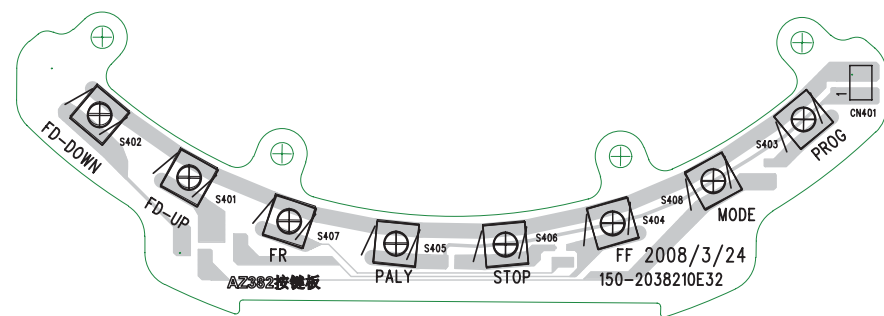 1
CN401
S402
S403
PROG
FD-DOWN
S401
S408
FD-UP
MODE
S407
S405
S406
S404
FR
PALY
STOP
FF 2008/3/24
AZ382按键板
150-2038210E32